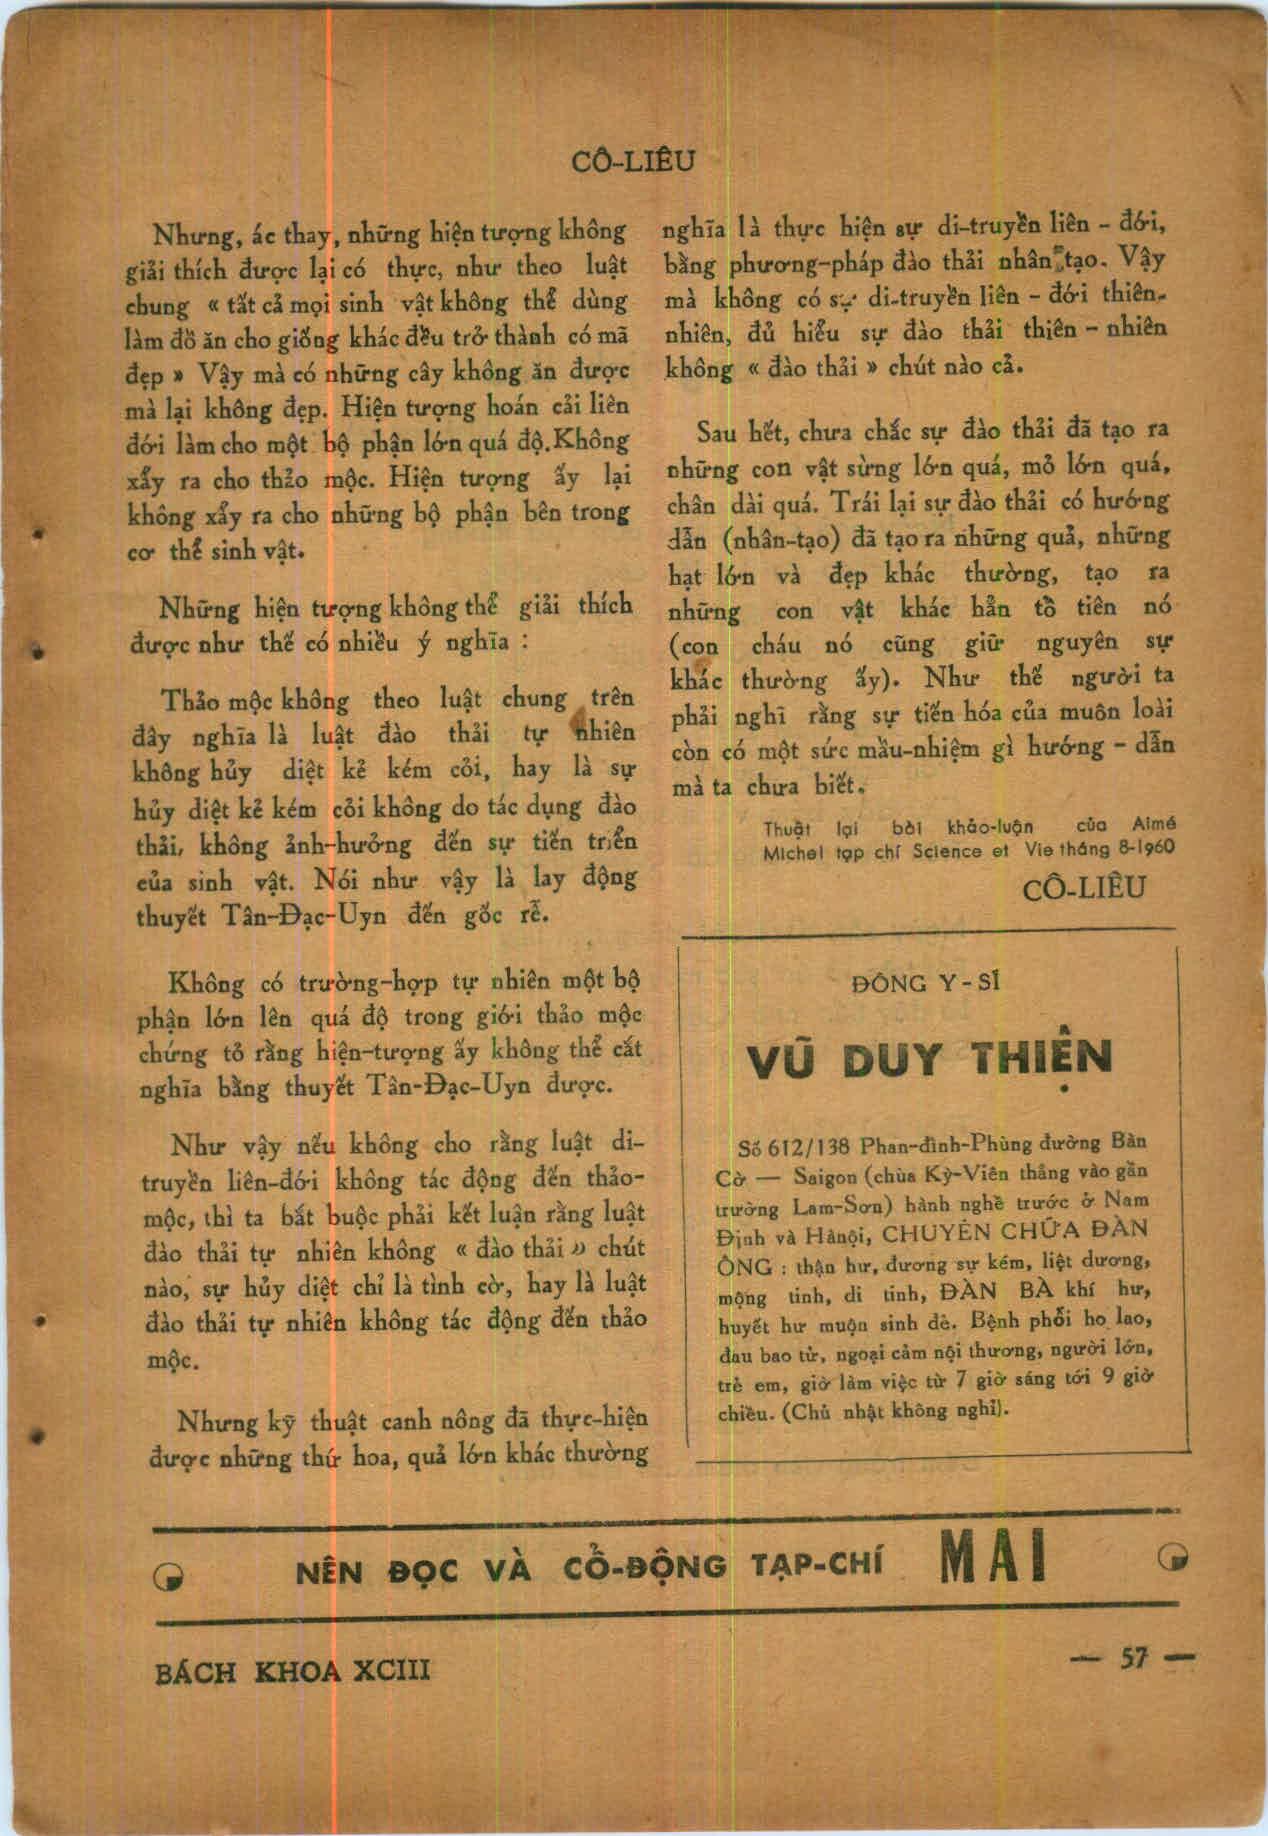 CÔ-LIÊU
Nhưng, ác thay, những hiện tượng không
giải thích được lại có thực, như theo luật
chung « tất cả mọi sinh vật không thể dùng
làm đồ ăn cho giống khác đều trở thành có mã
đẹp » Vậy mà có những cây không ăn được
mà lại không đẹp. Hiện tượng hoán cải liên
đới làm cho một bộ phận lớn quá độ. Không
xẩy ra cho thảo mộc. Hiện tượng ấy lại
không xẩy ra cho những bộ phận bên trong
cơ thể sinh vật.
Những hiện tượng không thể giải thích
được như thế có nhiều ý nghĩa :
Thảo mộc không theo luật chung trên
đây nghĩa là luật đào thải tự nhiên
không hủy diệt kẻ kém cỏi, hay là sự
hủy diệt kẻ kém cỏi không do tác dụng đào
thải, không ảnh-hưởng đến sự tiến triển
của sinh vật. Nói như vậy là lay động
thuyết Tân-Đạc-Uyn đến gốc rễ.
Không có trường-hợp tự nhiên một bộ
phận lớn lên quá độ trong giới thảo mộc
chứng tỏ rằng hiện-tượng ấy không thể cắt
nghĩa bằng thuyết Tân-Đạc-Uyn được.
Như vậy nếu không cho rằng luật di-
truyền liên-đới không tác động đến thảo-
mộc, thì ta bắt buộc phải kết luận rằng luật
đào thải tự nhiên không « đào thải » chút
nào, sự hủy diệt chỉ là tình cờ, hay là luật
đào thải tự nhiên không tác động đến thảo
mộc.
Nhưng kỹ thuật canh nông đã thực-hiện
được những thứ hoa, quả lớn khác thường
nghĩa là thực hiện sự di-truyền liên - đới,
bằng phương-pháp đào thải nhân tạo. Vậy
mà không có sự di-truyền liên - đới thiên-
nhiên, đủ hiểu sự đào thải thiện - nhiên
không « đào thải » chút nào cả.
Sau hết, chưa chắc sự đào thải đã tạo ra
những con vật sừng lớn quá, mỏ lớn quá,
chân dài quá. Trái lại sự đào thải có hướng
dẫn (nhân-tạo) đã tạo ra những quả, những
hạt lớn và đẹp khác thường, tạo ra
những con vật khác hẳn tổ tiên nó
(con cháu nó cũng giữ nguyên sự
khác thường ấy). Như thế người ta
phải nghĩ rằng sự tiến hóa của muôn loài
còn có một sức mầu-nhiệm gì hướng - dẫn
mà ta chưa biết.
Thuật lại bài khảo-luận của Aimé
Michel tạp chí Science et Vie tháng 8-1960
CÔ-LIÊU
ĐÔNG Y - SĨ
VŨ DUY THIỆN
Số 612/138 Phan-đình-Phùng đường Bàn
Cờ — Saigon (chùa Kỳ-Viên thẳng vào gần
trường Lam-Sơn) hành nghề trước ở Nam
Định và Hànội, CHUYÊN CHỮA ĐÀN
ÔNG : thận hư, đương sự kém, liệt dương,
mộng tinh, di tinh, ĐÀN BÀ khí hư,
huyết hư muộn sinh đẻ. Bệnh phổi ho lao,
đau bao tử, ngoại cảm nội thương, người lớn,
trẻ em, giờ làm việc từ 7 giờ sáng tới 9 giờ
chiều. (Chủ nhật không nghỉ).
NÊN ĐỌC VÀ CỔ-ĐỘNG TẠP-CHÍ MAI
BÁCH KHOA XCIII
— 57 —